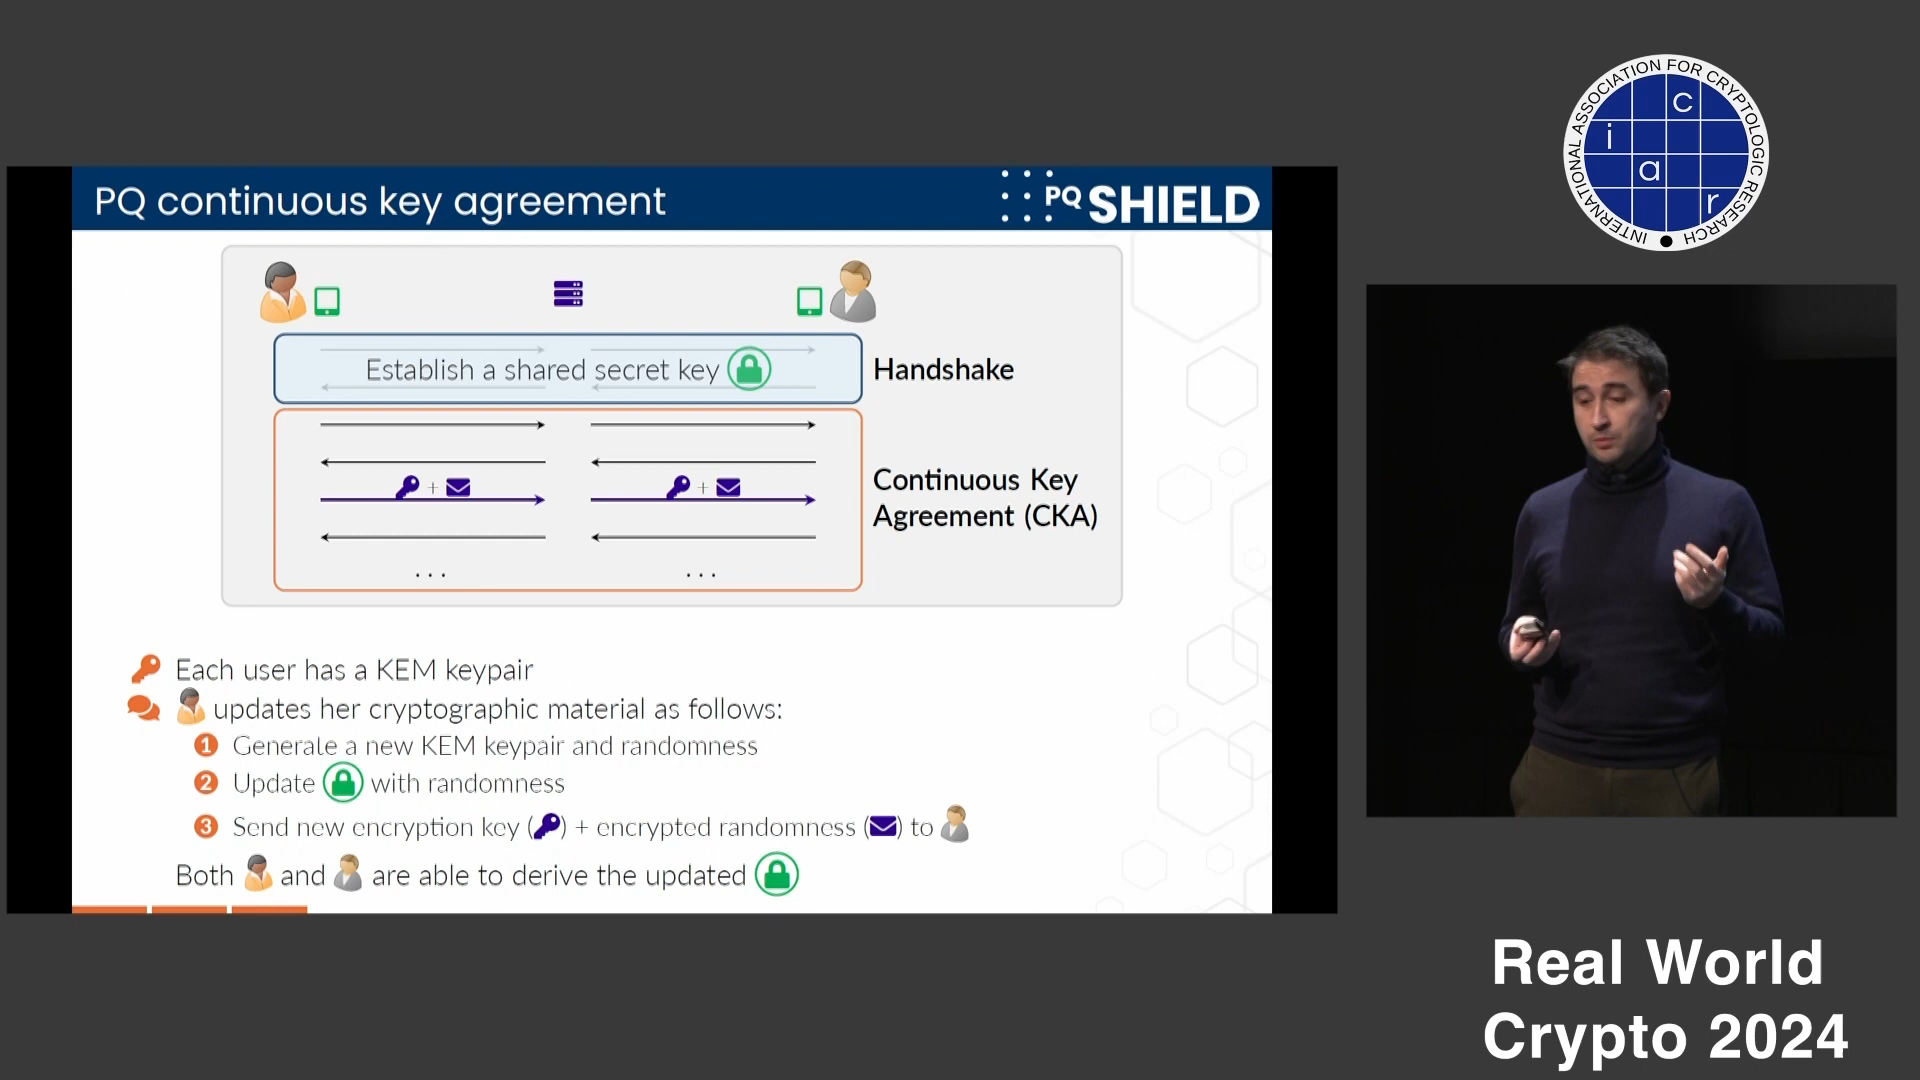 PQ continuous key agreement
PQ SHIELD
Establish a shared secret key
Handshake
Continuous Key
Agreement (CKA)
+
+
...
...
Each user has a KEM keypair
updates her cryptographic material as follows:
1 Generate a new KEM keypair and randomness
2 Update with randomness
3 Send new encryption key ( ) + encrypted randomness ( ) to
Both and are able to derive the updated
INTERNATIONAL ASSOCIATION FOR CRYPTOLOGIC RESEARCH
i a c r
Real World
Crypto 2024